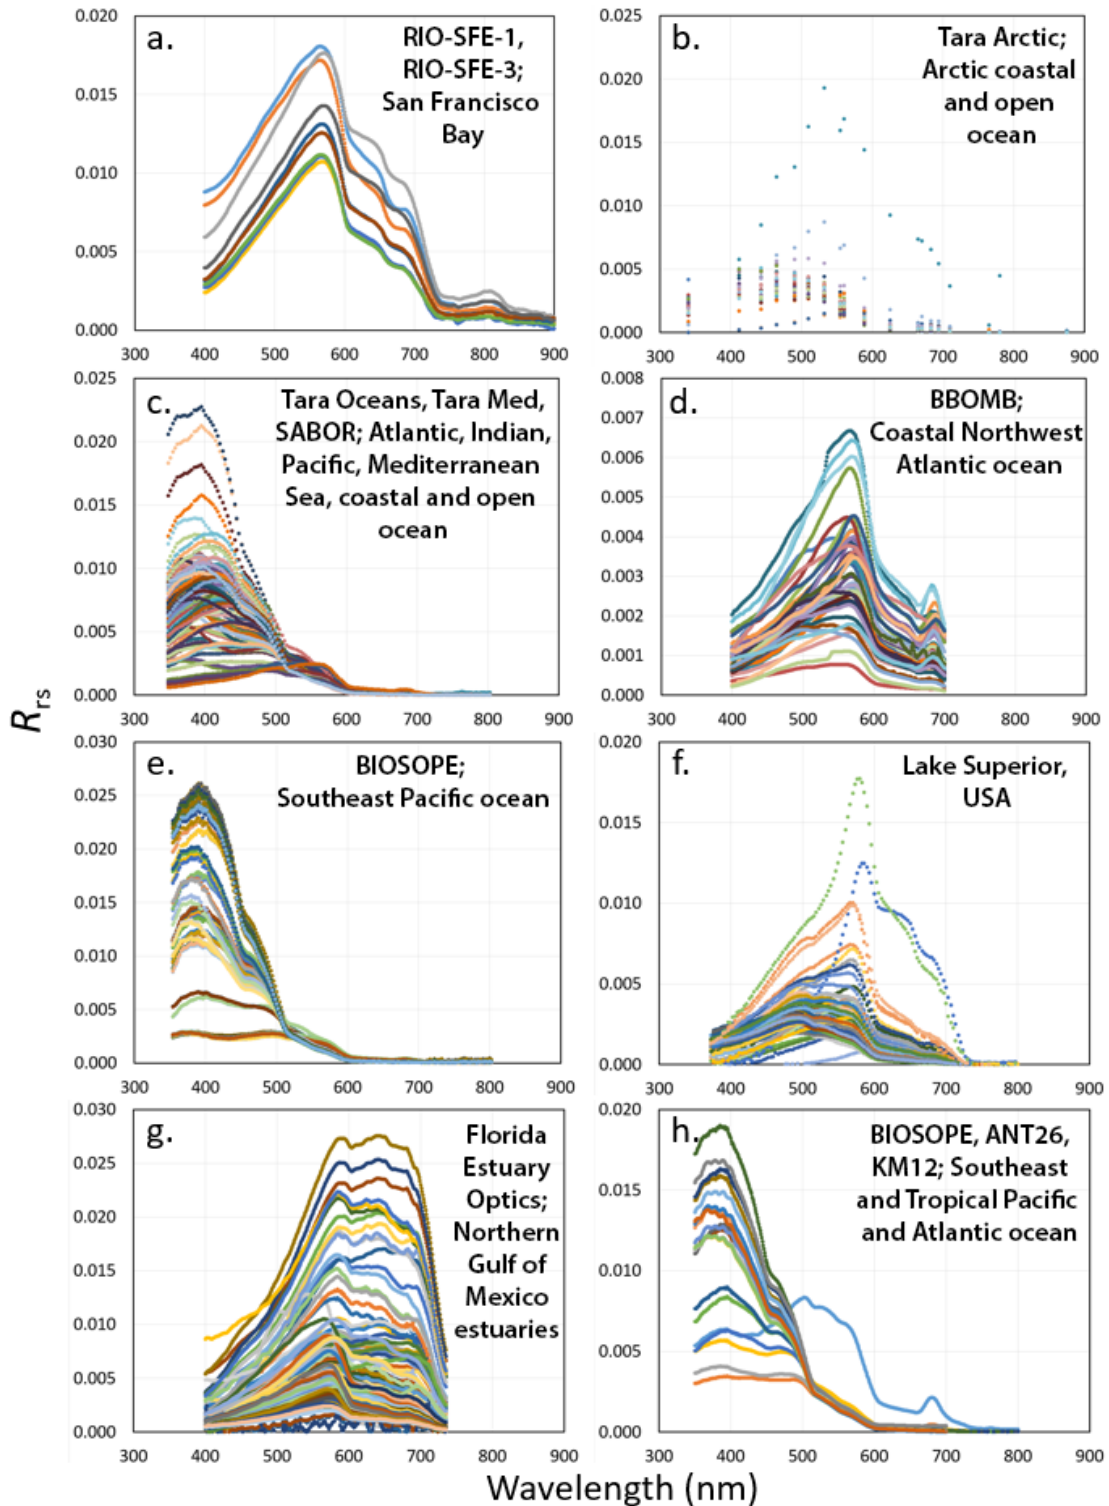 a.
RIO-SFE-1,
RIO-SFE-3;
San Francisco
Bay
0.020
0.015
0.010
0.005
0.000
300 400 500 600 700 800 900
b.
Tara Arctic;
Arctic coastal
and open
ocean
0.025
0.020
0.015
0.010
0.005
0.000
300 400 500 600 700 800 900
c.
Tara Oceans, Tara Med,
SABOR; Atlantic, Indian,
Pacific, Mediterranean
Sea, coastal and open
ocean
0.025
0.020
0.015
0.010
0.005
0.000
300 400 500 600 700 800 900
d.
BBOMB;
Coastal Northwest
Atlantic ocean
0.008
0.007
0.006
0.005
0.004
0.003
0.002
0.001
0.000
300 400 500 600 700 800 900
Rrs
e.
BIOSOPE;
Southeast Pacific ocean
0.030
0.025
0.020
0.015
0.010
0.005
0.000
300 400 500 600 700 800 900
f.
Lake Superior,
USA
0.020
0.015
0.010
0.005
0.000
300 400 500 600 700 800 900
g.
Florida
Estuary
Optics;
Northern
Gulf of
Mexico
estuaries
0.030
0.025
0.020
0.015
0.010
0.005
0.000
300 400 500 600 700 800 900
h.
BIOSOPE, ANT26,
KM12; Southeast
and Tropical Pacific
and Atlantic ocean
0.020
0.015
0.010
0.005
0.000
300 400 500 600 700 800 900
Wavelength (nm)